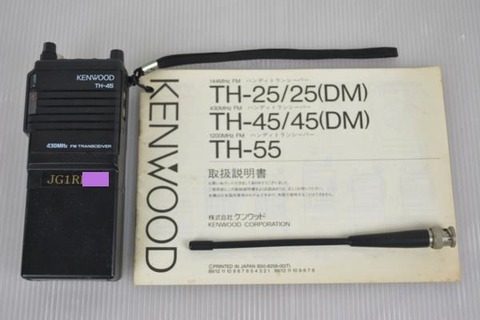 KENWOOD
TH-45
430MHz FM TRANSCEIVER
JG1R
KENWOOD
144MHz FM ハンディトランシーバー
TH-25/25(DM)
430MHz FM ハンディトランシーバー
TH-45/45(DM)
1200MHz FM ハンディトランシーバー
TH-55
取扱説明書
株式会社 ケンウッド
KENWOOD CORPORATION